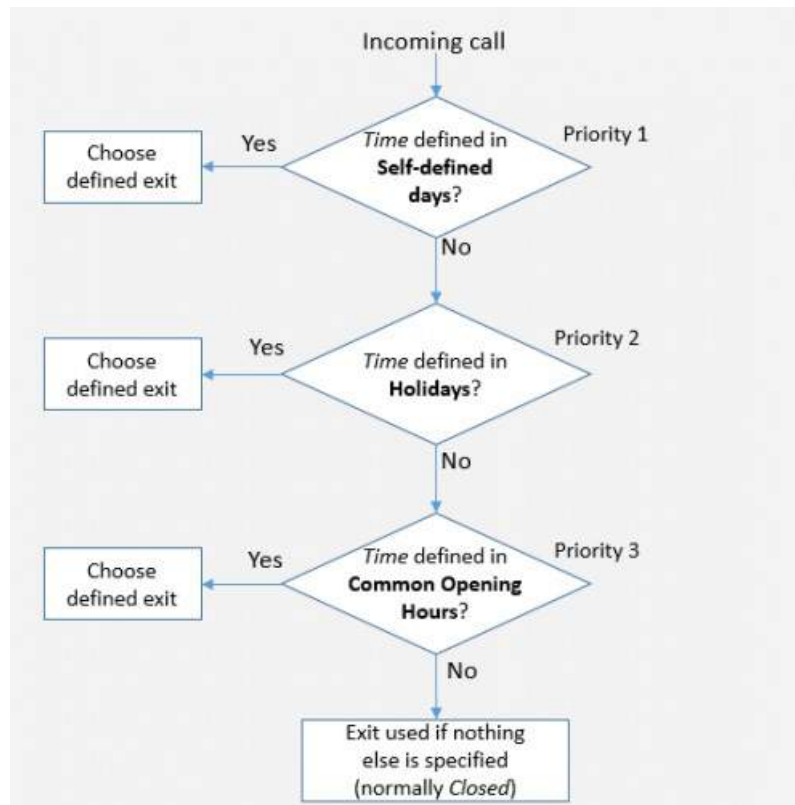 Incoming call
Priority 1
Time defined in
Self-defined
days?
Yes
Choose
defined exit
No
Priority 2
Time defined in
Holidays?
Yes
Choose
defined exit
No
Priority 3
Time defined in
Common Opening
Hours?
Yes
Choose
defined exit
No
Exit used if nothing
else is specified
(normally Closed)